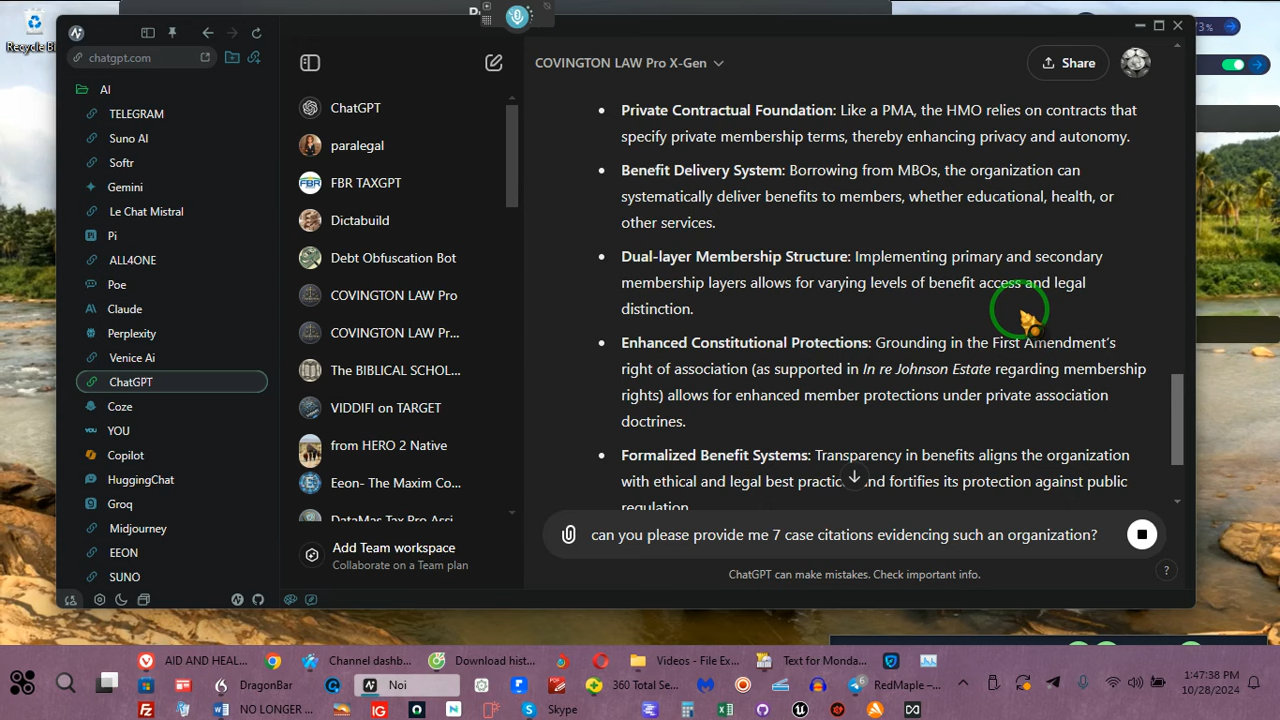 Recycle Bi
3%
chatgpt.com
AI
TELEGRAM
Suno AI
Softr
Gemini
Le Chat Mistral
Pi
ALL4ONE
Poe
Claude
Perplexity
Venice Ai
ChatGPT
Coze
YOU
YOU
Copilot
HuggingChat
Groq
Midjourney
EEON
SUNO
ChatGPT
paralegal
FBR
FBR TAXGPT
Dictabuild
Debt Obfuscation Bot
COVINGTON LAW Pro
COVINGTON LAW Pr...
The BIBLICAL SCHOL...
VIDDIFI on TARGET
from HERO 2 Native
Eeon- The Maxim Co...
DataMas Tax Pro Assi
Add Team workspace
Collaborate on a Team plan
COVINGTON LAW Pro X-Gen
Share
Private Contractual Foundation: Like a PMA, the HMO relies on contracts that
specify private membership terms, thereby enhancing privacy and autonomy.
Benefit Delivery System: Borrowing from MBOs, the organization can
systematically deliver benefits to members, whether educational, health, or
other services.
Dual-layer Membership Structure: Implementing primary and secondary
membership layers allows for varying levels of benefit access and legal
distinction.
Enhanced Constitutional Protections: Grounding in the First Amendment's
right of association (as supported in In re Johnson Estate regarding membership
rights) allows for enhanced member protections under private association
doctrines.
Formalized Benefit Systems: Transparency in benefits aligns the organization
with ethical and legal best practic nd fortifies its protection against public
regulation.
can you please provide me 7 case citations evidencing such an organization?
ChatGPT can make mistakes. Check important info.
?
AID AND HEAL...
Channel dashb...
Download hist...
Videos - File Ex...
Text for Monda...
DragonBar
Noi
360 Total Se...
RedMaple –...
NO LONGER ...
Skype
1:47:38 PM
10/28/2024